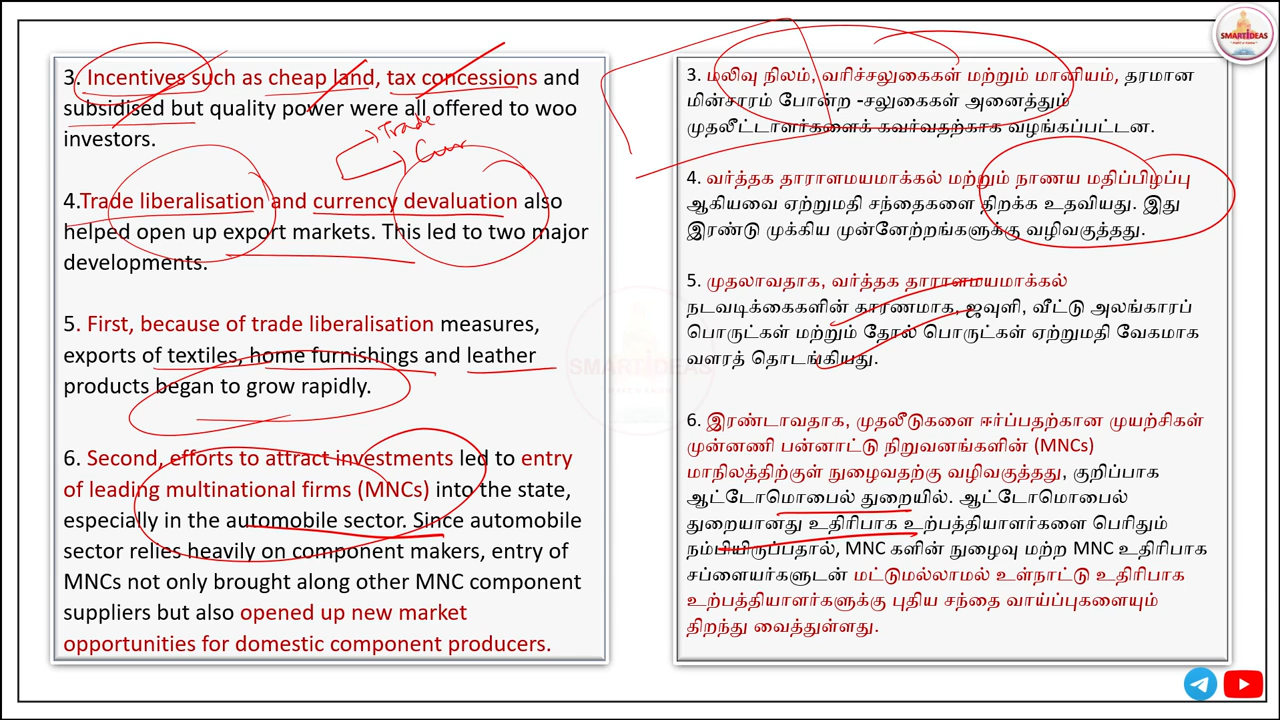 SMART IDEAS
3. Incentives such as cheap land, tax concessions and
subsidised but quality power were all offered to woo
investors.
Trade
4.Trade liberalisation and currency devaluation also
helped open up export markets. This led to two major
developments.
5. First, because of trade liberalisation measures,
exports of textiles, home furnishings and leather
products began to grow rapidly.
6. Second, efforts to attract investments led to entry
of leading multinational firms (MNCs) into the state,
especially in the automobile sector. Since automobile
sector relies heavily on component makers, entry of
MNCs not only brought along other MNC component
suppliers but also opened up new market
opportunities for domestic component producers.
3. மலிவு நிலம், வரிச்சலுகைகள் மற்றும் மானியம், தரமான
மின்சாரம் போன்ற -சலுகைகள் அனைத்தும்
முதலீட்டாளர்களைக் கவர்வதற்காக வழங்கப்பட்டன.
4. வர்த்தக தாராளமயமாக்கல் மற்றும் நாணய மதிப்பிழப்பு
ஆகியவை ஏற்றுமதி சந்தைகளை திறக்க உதவியது. இது
இரண்டு முக்கிய முன்னேற்றங்களுக்கு வழிவகுத்தது.
5. முதலாவதாக, வர்த்தக தாராளமயமாக்கல்
நடவடிக்கைகளின் காரணமாக, ஜவுளி, வீட்டு அலங்காரப்
பொருட்கள் மற்றும் தோல் பொருட்கள் ஏற்றுமதி வேகமாக
வளரத் தொடங்கியது.
6. இரண்டாவதாக, முதலீடுகளை ஈர்ப்பதற்கான முயற்சிகள்
முன்னணி பன்னாட்டு நிறுவனங்களின் (MNCs)
மாநிலத்திற்குள் நுழைவதற்கு வழிவகுத்தது, குறிப்பாக
ஆட்டோமொபைல் துறையில். ஆட்டோமொபைல்
துறையானது உதிரிபாக உற்பத்தியாளர்களை பெரிதும்
நம்பியிருப்பதால், MNC களின் நுழைவு மற்ற MNC உதிரிபாக
சப்ளையர்களுடன் மட்டுமல்லாமல் உள்நாட்டு உதிரிபாக
உற்பத்தியாளர்களுக்கு புதிய சந்தை வாய்ப்புகளையும்
திறந்து வைத்துள்ளது.
SMART IDEAS